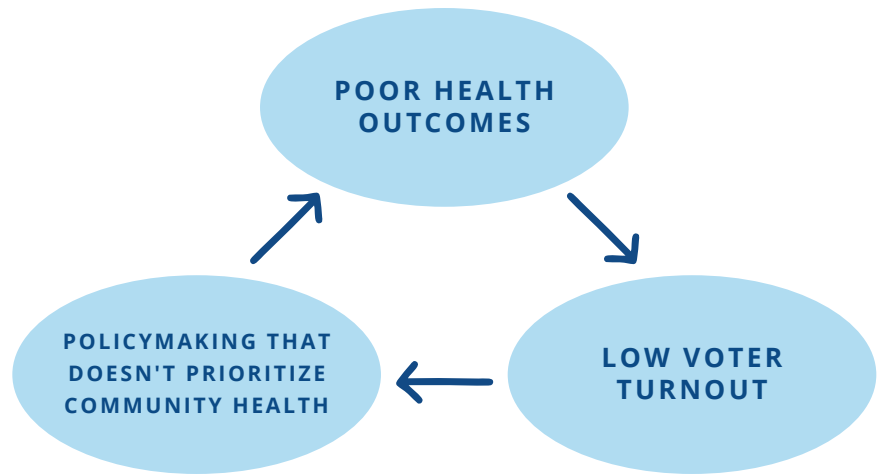 POOR HEALTH
OUTCOMES
LOW VOTER
TURNOUT
POLICYMAKING THAT
DOESN'T PRIORITIZE
COMMUNITY HEALTH